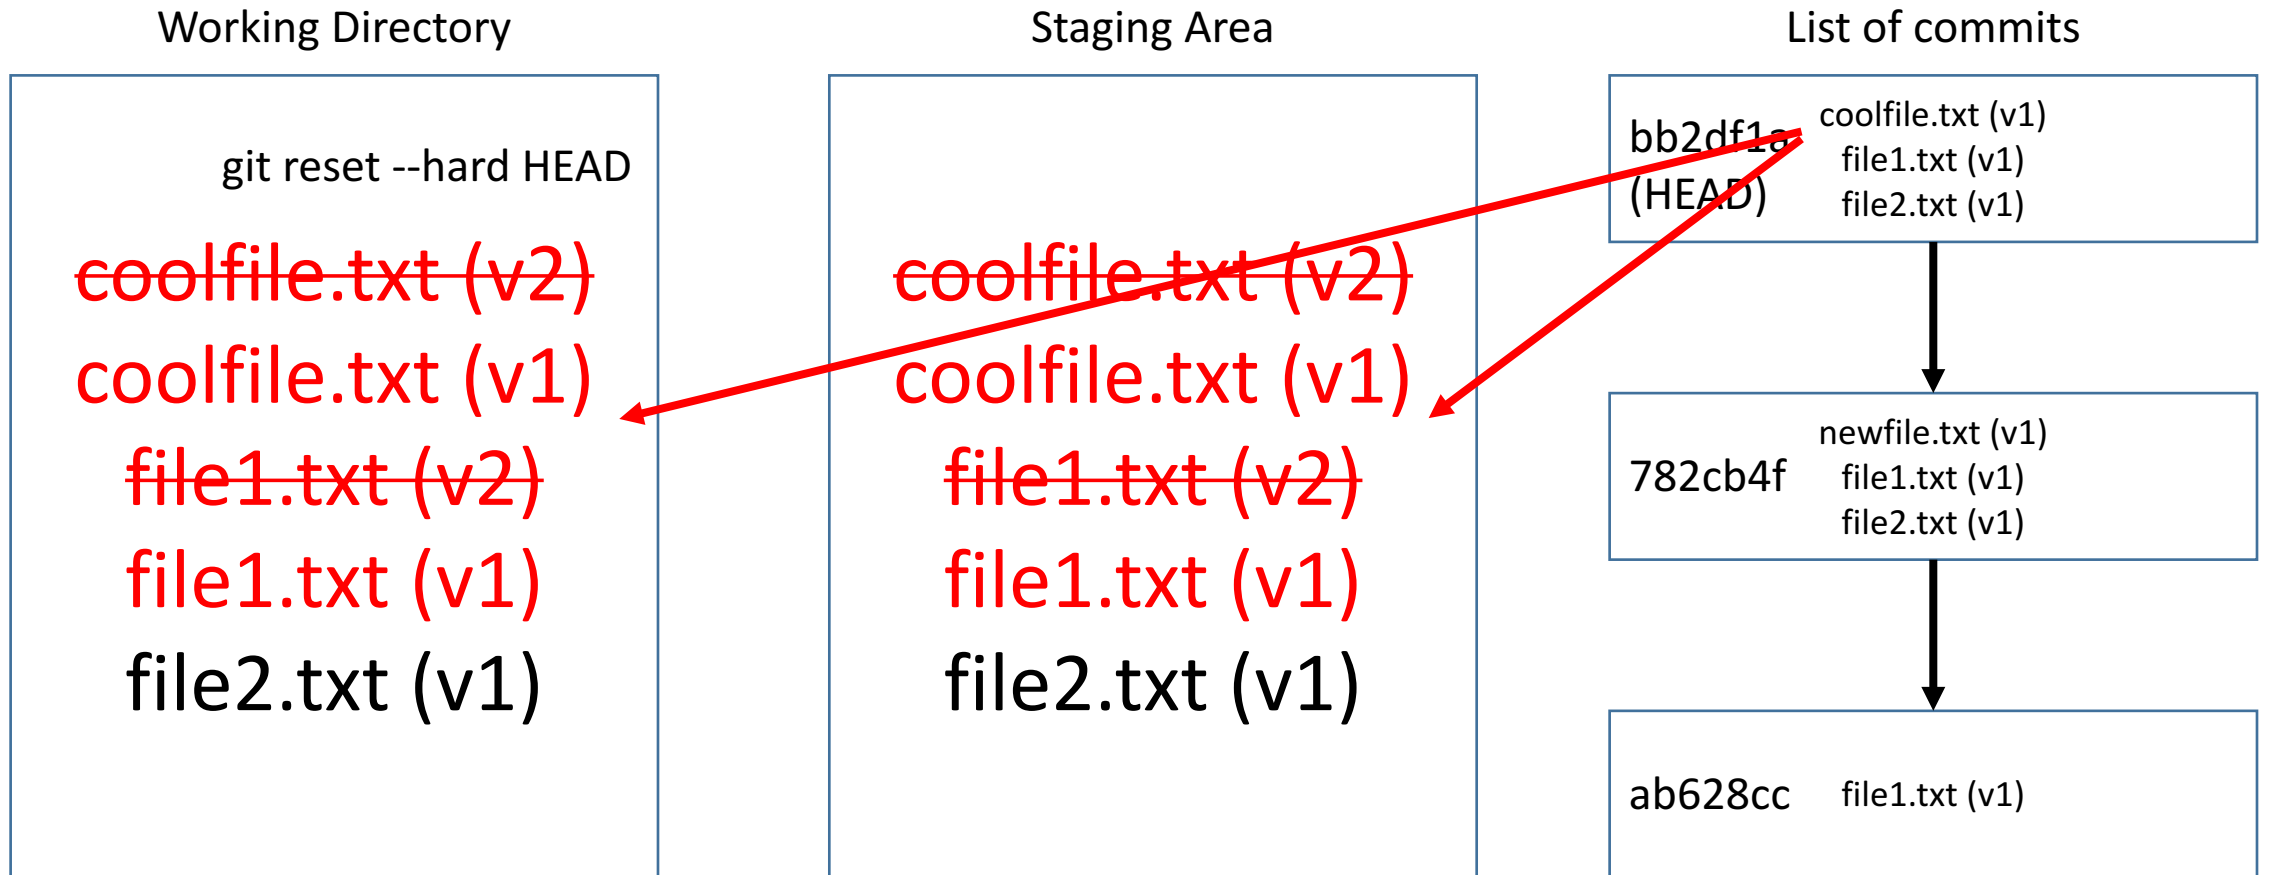 Working Directory
git reset --hard HEAD
coolfile.txt (v2)
coolfile.txt (v1)
file1.txt (v2)
file1.txt (v1)
file2.txt (v1)
Staging Area
coolfile.txt (v2)
coolfile.txt (v1)
file1.txt (v2)
file1.txt (v1)
file2.txt (v1)
List of commits
bb2df1a
(HEAD)
coolfile.txt (v1)
file1.txt (v1)
file2.txt (v1)
782cb4f
newfile.txt (v1)
file1.txt (v1)
file2.txt (v1)
ab628cc
file1.txt (v1)